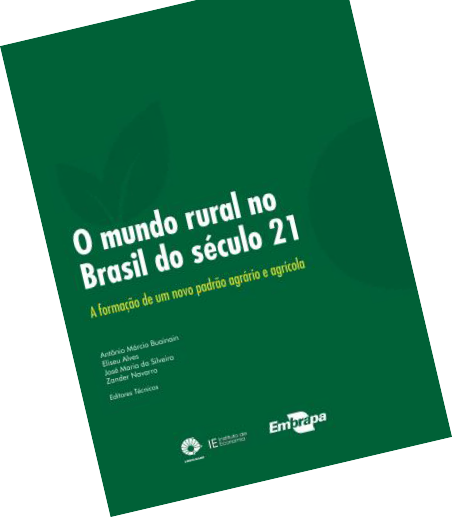 O mundo rural no
Brasil do século 21
A formação de um novo padrão agrário e agrícola
Antônio Márcio Buainain
Eliseu Alves
José Maria da Silveira
Zander Navarro
Editores Técnicos
IE Instituto de
Economia
Embrapa